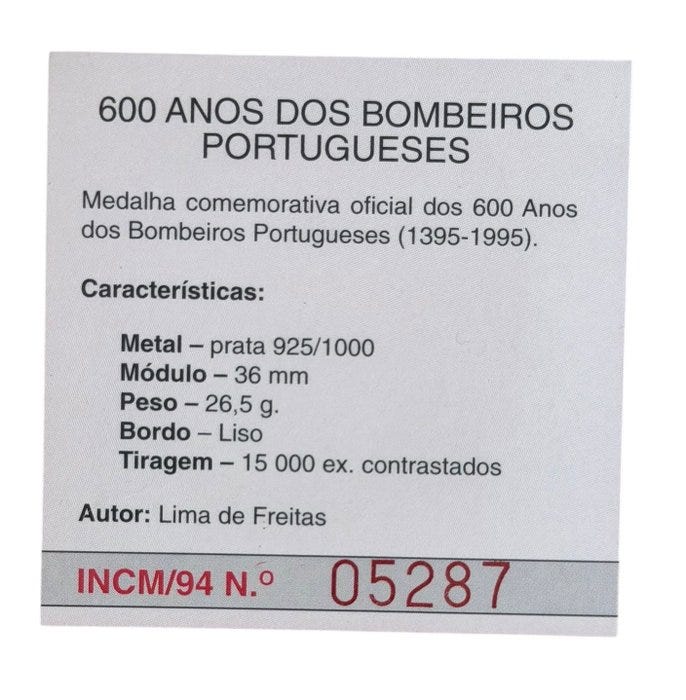 600 ANOS DOS BOMBEIROS
PORTUGUESES
Medalha comemorativa oficial dos 600 Anos
dos Bombeiros Portugueses (1395-1995).
Características:
Metal – prata 925/1000
Módulo – 36 mm
Peso – 26,5 g.
Bordo – Liso
Tiragem – 15 000 ex. contrastados
Autor: Lima de Freitas
INCM/94 N.º 05287